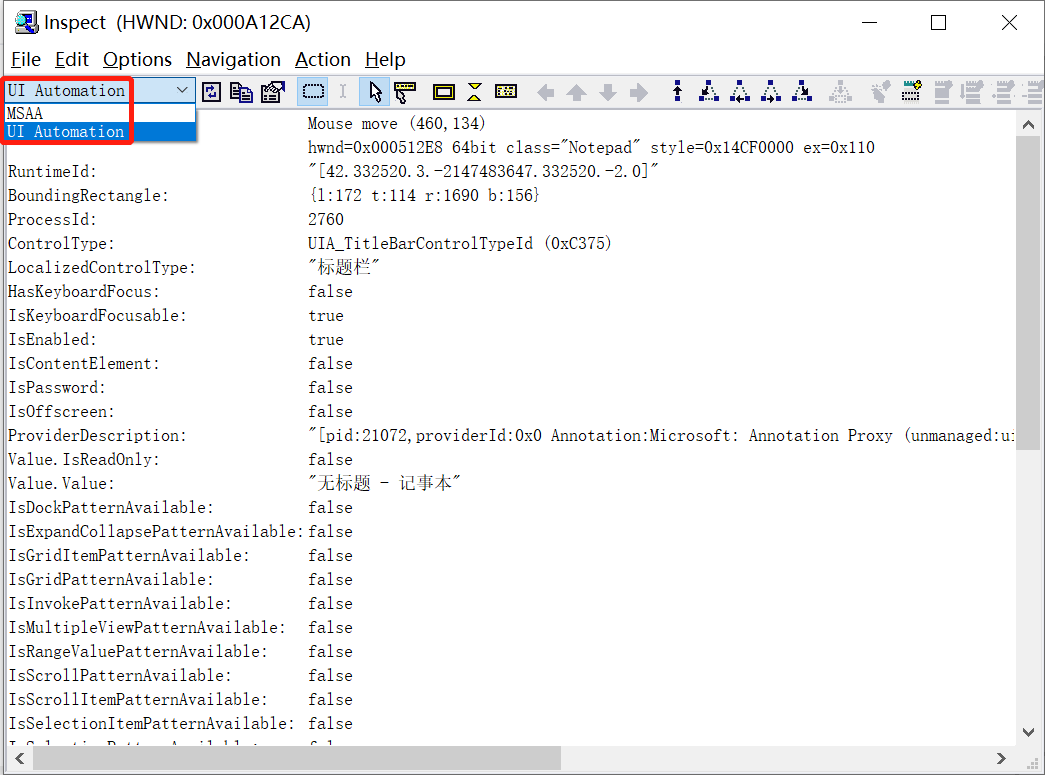 Inspect (HWND: 0x000A12CA)
File Edit Options Navigation Action Help
UI Automation
MSAA
UI Automation
Mouse move (460,134)
hwnd=0x000512E8 64bit class="Notepad" style=0x14CF0000 ex=0x110
RuntimeId: "[42.332520.3.-2147483647.332520.-2.0]"
BoundingRectangle: {l:172 t:114 r:1690 b:156}
ProcessId: 2760
ControlType: UIA_TitleBarControlTypeId (0xC375)
LocalizedControlType: "标题栏"
HasKeyboardFocus: false
IsKeyboardFocusable: true
IsEnabled: true
IsContentElement: false
IsPassword: false
IsOffscreen: false
ProviderDescription: "[pid:21072,providerId:0x0 Annotation:Microsoft: Annotation Proxy (unmanaged:ui
Value.IsReadOnly: false
Value.Value: "无标题 - 记事本"
IsDockPatternAvailable: false
IsExpandCollapsePatternAvailable: false
IsGridItemPatternAvailable: false
IsGridPatternAvailable: false
IsInvokePatternAvailable: false
IsMultipleViewPatternAvailable: false
IsRangeValuePatternAvailable: false
IsScrollPatternAvailable: false
IsScrollItemPatternAvailable: false
IsSelectionItemPatternAvailable: false